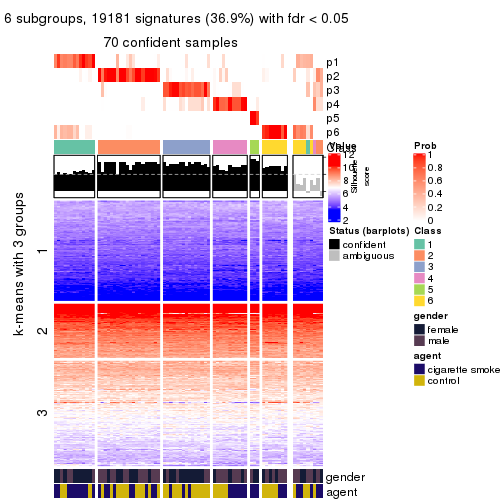 6 subgroups, 19181 signatures (36.9%) with fdr < 0.05
70 confident samples
p1
p2
p3
p4
p5
p6
Class
Silhouette score
k-means with 3 groups
1
2
3
gender
agent
Value
12
10
8
6
4
2
Status (barplots)
confident
ambiguous
Prob
1
0.8
0.6
0.4
0.2
0
Class
1
2
3
4
5
6
gender
female
male
agent
cigarette smoke
control